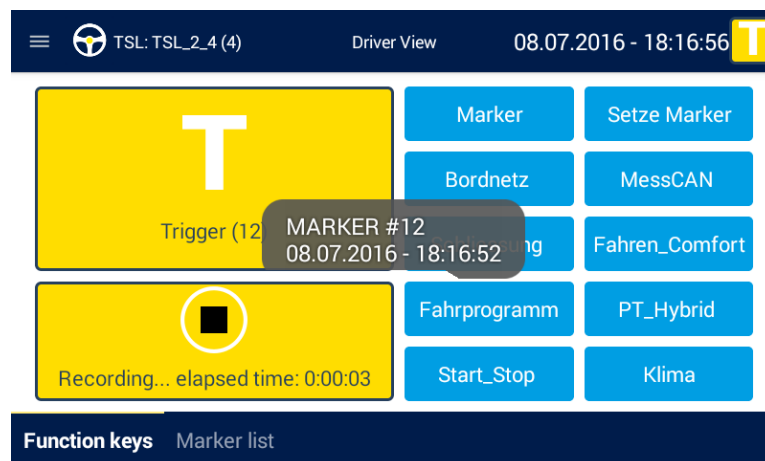 TSL: TSL_2_4 (4) Driver View 08.07.2016 - 18:16:56 T
T
Trigger (12)
Marker
Setze Marker
Bordnetz
MessCAN
MARKER #12
08.07.2016 - 18:16:52
Fahren_Comfort
Recording... elapsed time: 0:00:03
Fahrprogramm
PT_Hybrid
Start_Stop
Klima
Function keys Marker list